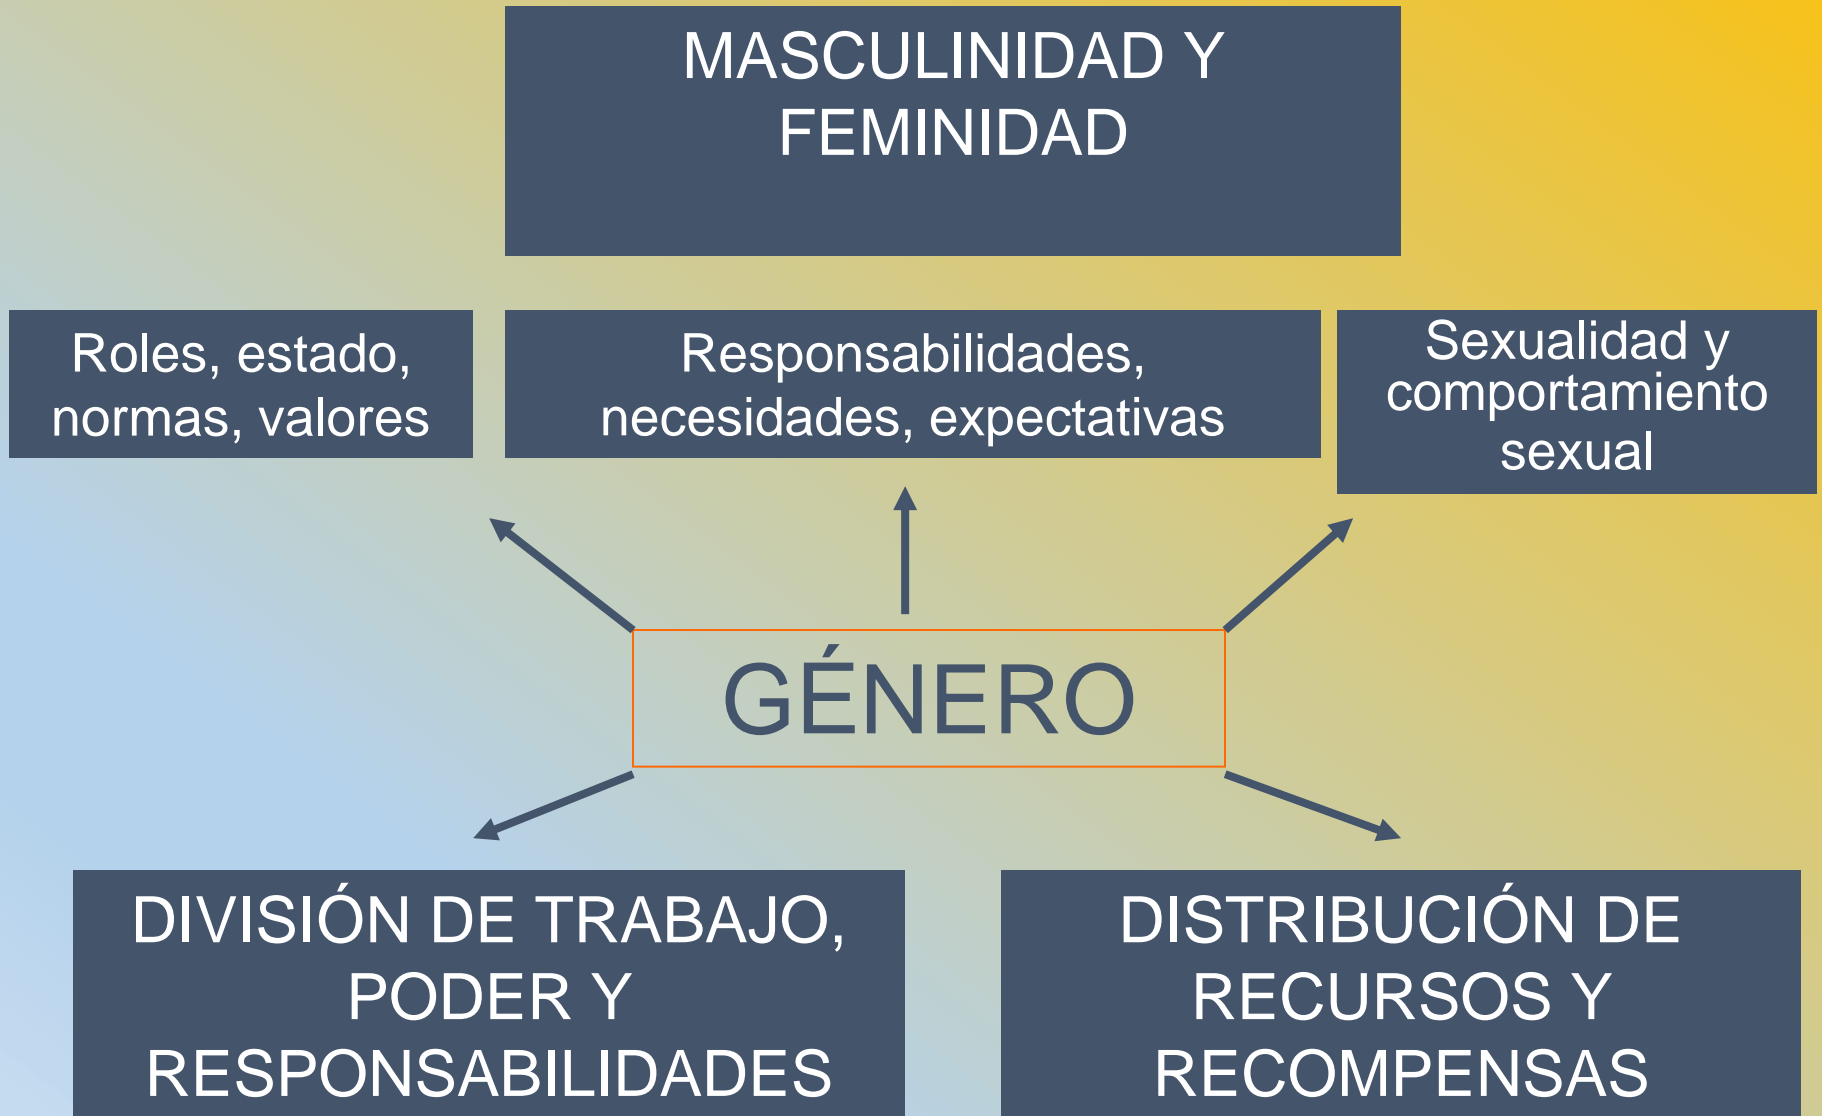 MASCULINIDAD Y
FEMINIDAD
Roles, estado,
normas, valores
Responsabilidades,
necesidades, expectativas
Sexualidad y
comportamiento
sexual
GÉNERO
DIVISIÓN DE TRABAJO,
PODER Y
RESPONSABILIDADES
DISTRIBUCIÓN DE
RECURSOS Y
RECOMPENSAS